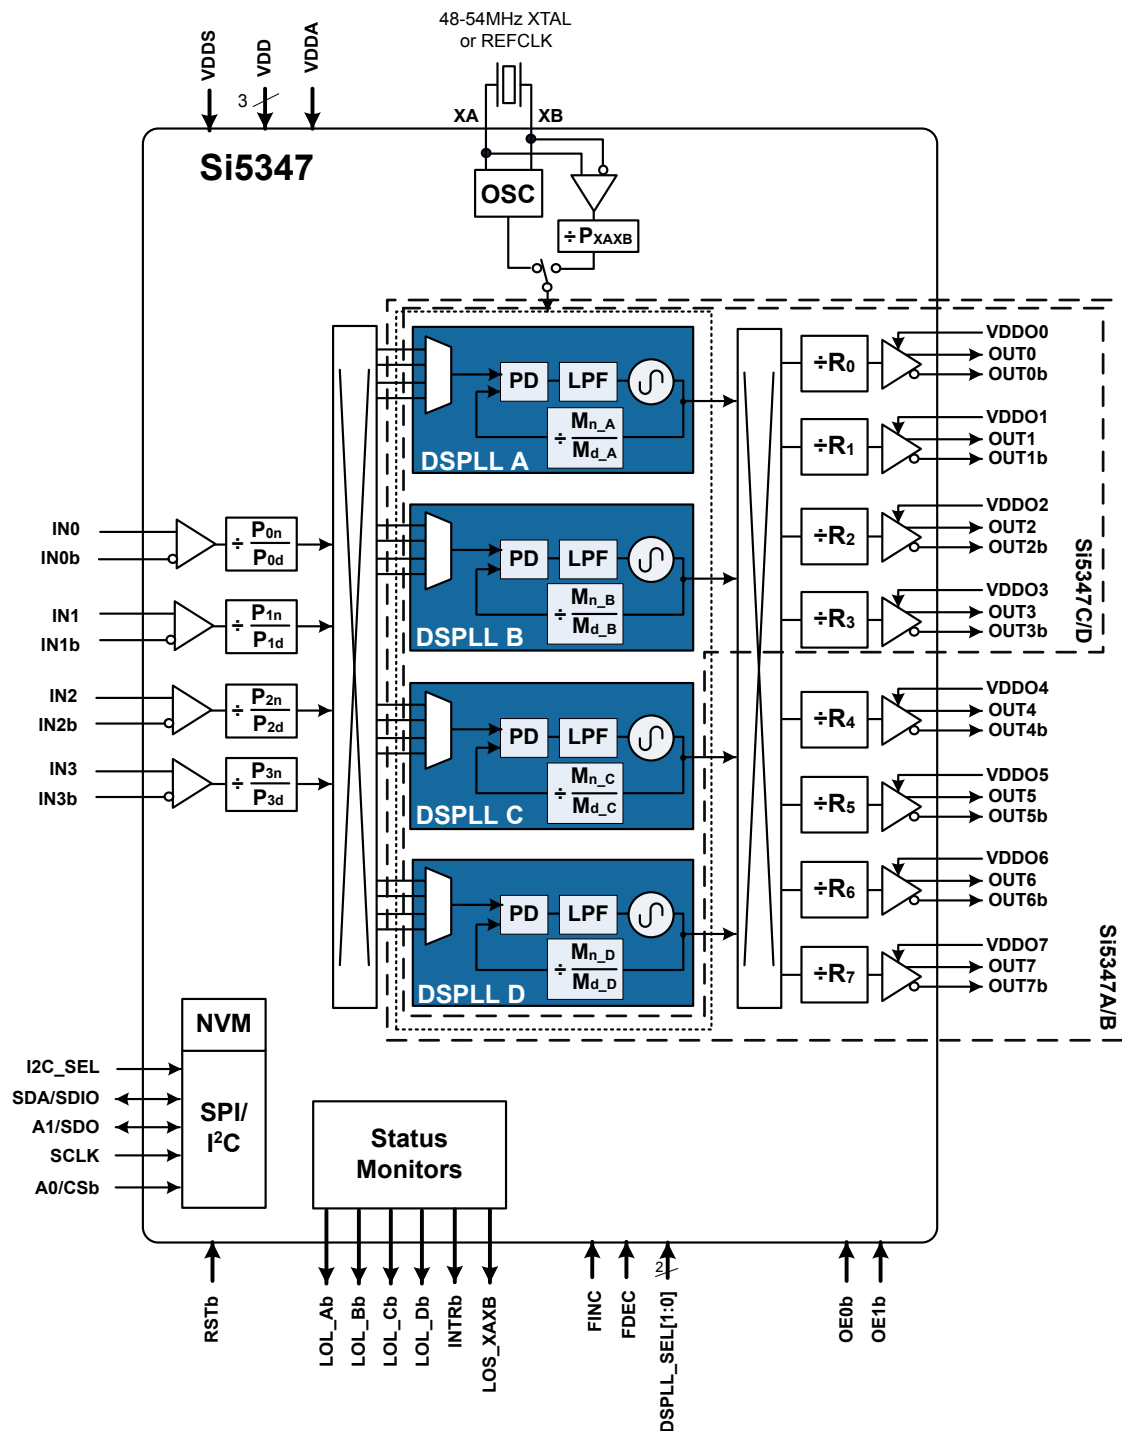 48-54MHz XTAL
or REFCLK
VDDS
VDD
VDDA
3
XA
XB
Si5347
OSC
÷ PXAXB
DSPLL A
PD
LPF
÷ Mn_A
Md_A
DSPLL B
PD
LPF
÷ Mn_B
Md_B
DSPLL C
PD
LPF
÷ Mn_C
Md_C
DSPLL D
PD
LPF
÷ Mn_D
Md_D
IN0
IN0b
÷ P0n
P0d
IN1
IN1b
÷ P1n
P1d
IN2
IN2b
÷ P2n
P2d
IN3
IN3b
÷ P3n
P3d
÷R0
VDDO0
OUT0
OUT0b
÷R1
VDDO1
OUT1
OUT1b
÷R2
VDDO2
OUT2
OUT2b
÷R3
VDDO3
OUT3
OUT3b
Si5347C/D
÷R4
VDDO4
OUT4
OUT4b
÷R5
VDDO5
OUT5
OUT5b
÷R6
VDDO6
OUT6
OUT6b
÷R7
VDDO7
OUT7
OUT7b
Si5347A/B
NVM
SPI/
I²C
I2C_SEL
SDA/SDIO
A1/SDO
SCLK
A0/CSb
Status
Monitors
RSTb
LOL_Ab
LOL_Bb
LOL_Cb
LOL_Db
INTRb
LOS_XAXB
FINC
FDEC
2
DSPLL_SEL[1:0]
OE0b
OE1b